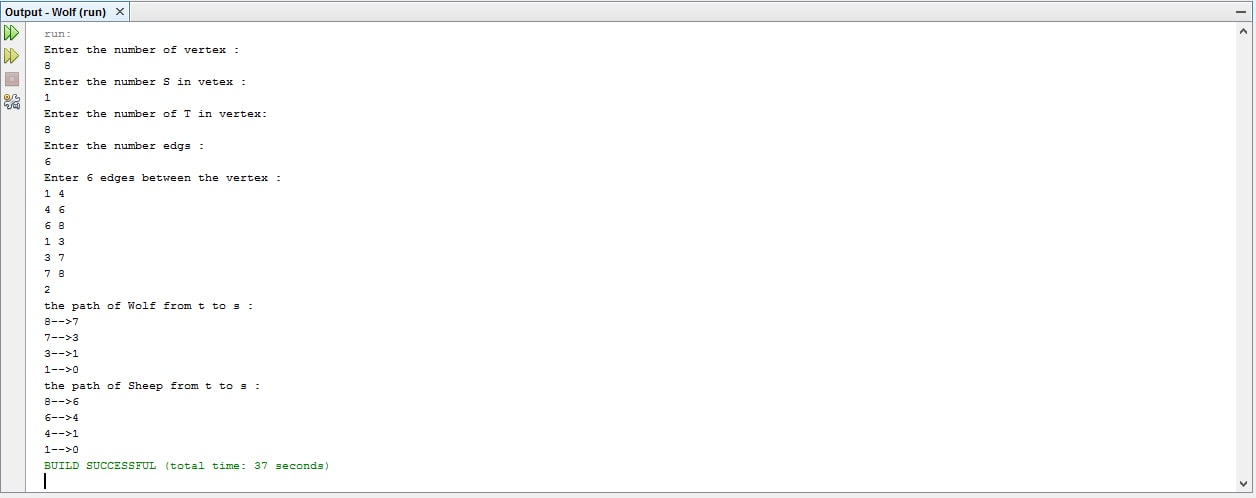 Output - Wolf (run)
run:
Enter the number of vertex :
8
Enter the number S in vetex :
1
Enter the number of T in vertex:
8
Enter the number edgs :
6
Enter 6 edges between the vertex :
1 4
4 6
6 8
1 3
3 7
7 8
2
the path of Wolf from t to s :
8-->7
7-->3
3-->1
1-->0
the path of Sheep from t to s :
8-->6
6-->4
4-->1
1-->0
BUILD SUCCESSFUL (total time: 37 seconds)